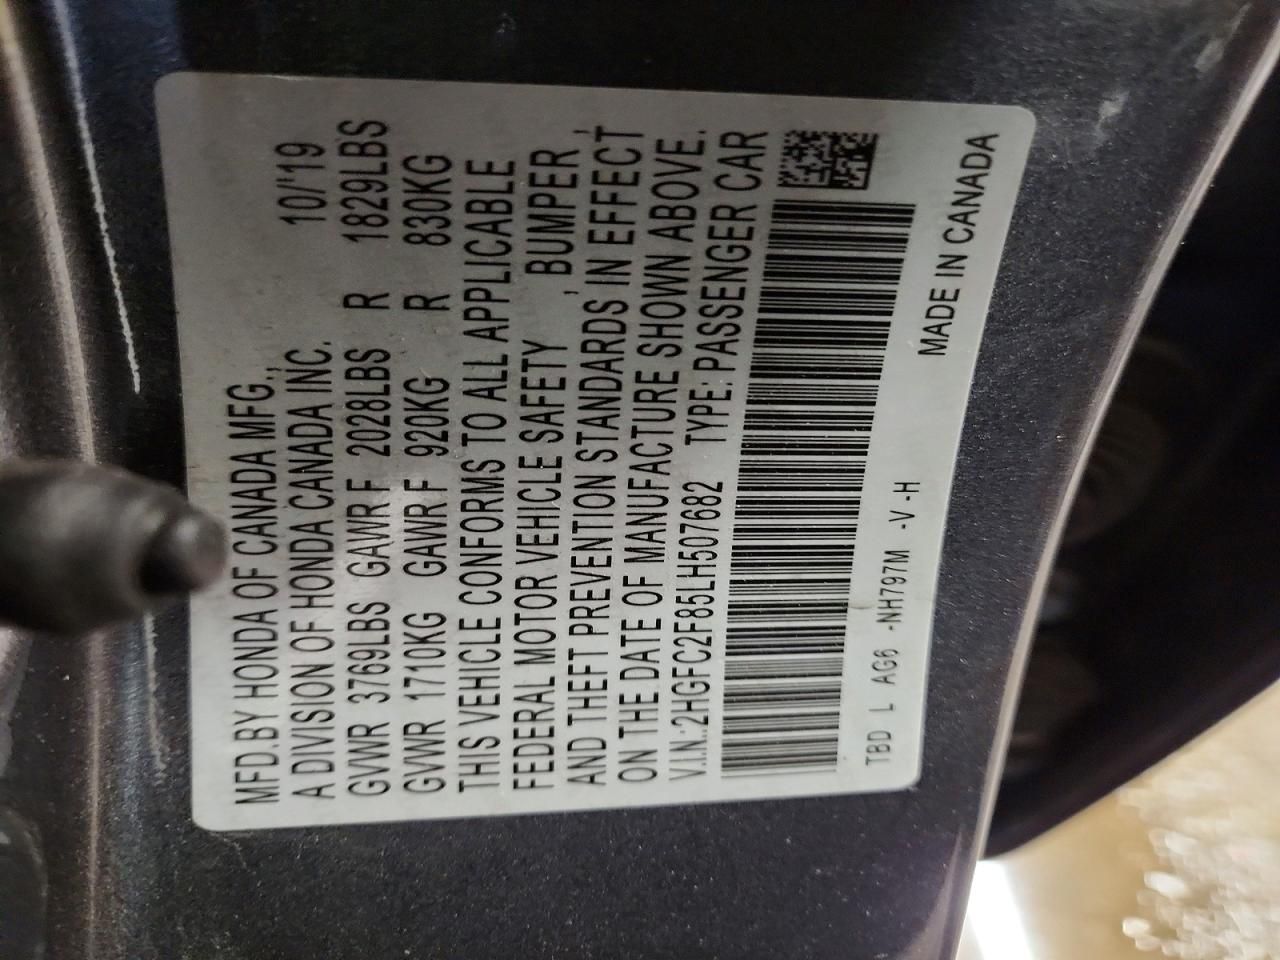 MFD.BY HONDA OF CANADA MFG.,
A DIVISION OF HONDA CANADA INC. 10/'19
GVWR 3769LBS GAWR F 2028LBS R 1829LBS
GVWR 1710KG GAWR F 920KG R 830KG
THIS VEHICLE CONFORMS TO ALL APPLICABLE
FEDERAL MOTOR VEHICLE SAFETY , BUMPER ,
AND THEFT PREVENTION STANDARDS IN EFFECT
ON THE DATE OF MANUFACTURE SHOWN ABOVE.
V.I.N.:2HGFC2F85LH507682 TYPE: PASSENGER CAR
TBD L AG6 -NH797M -V -H MADE IN CANADA